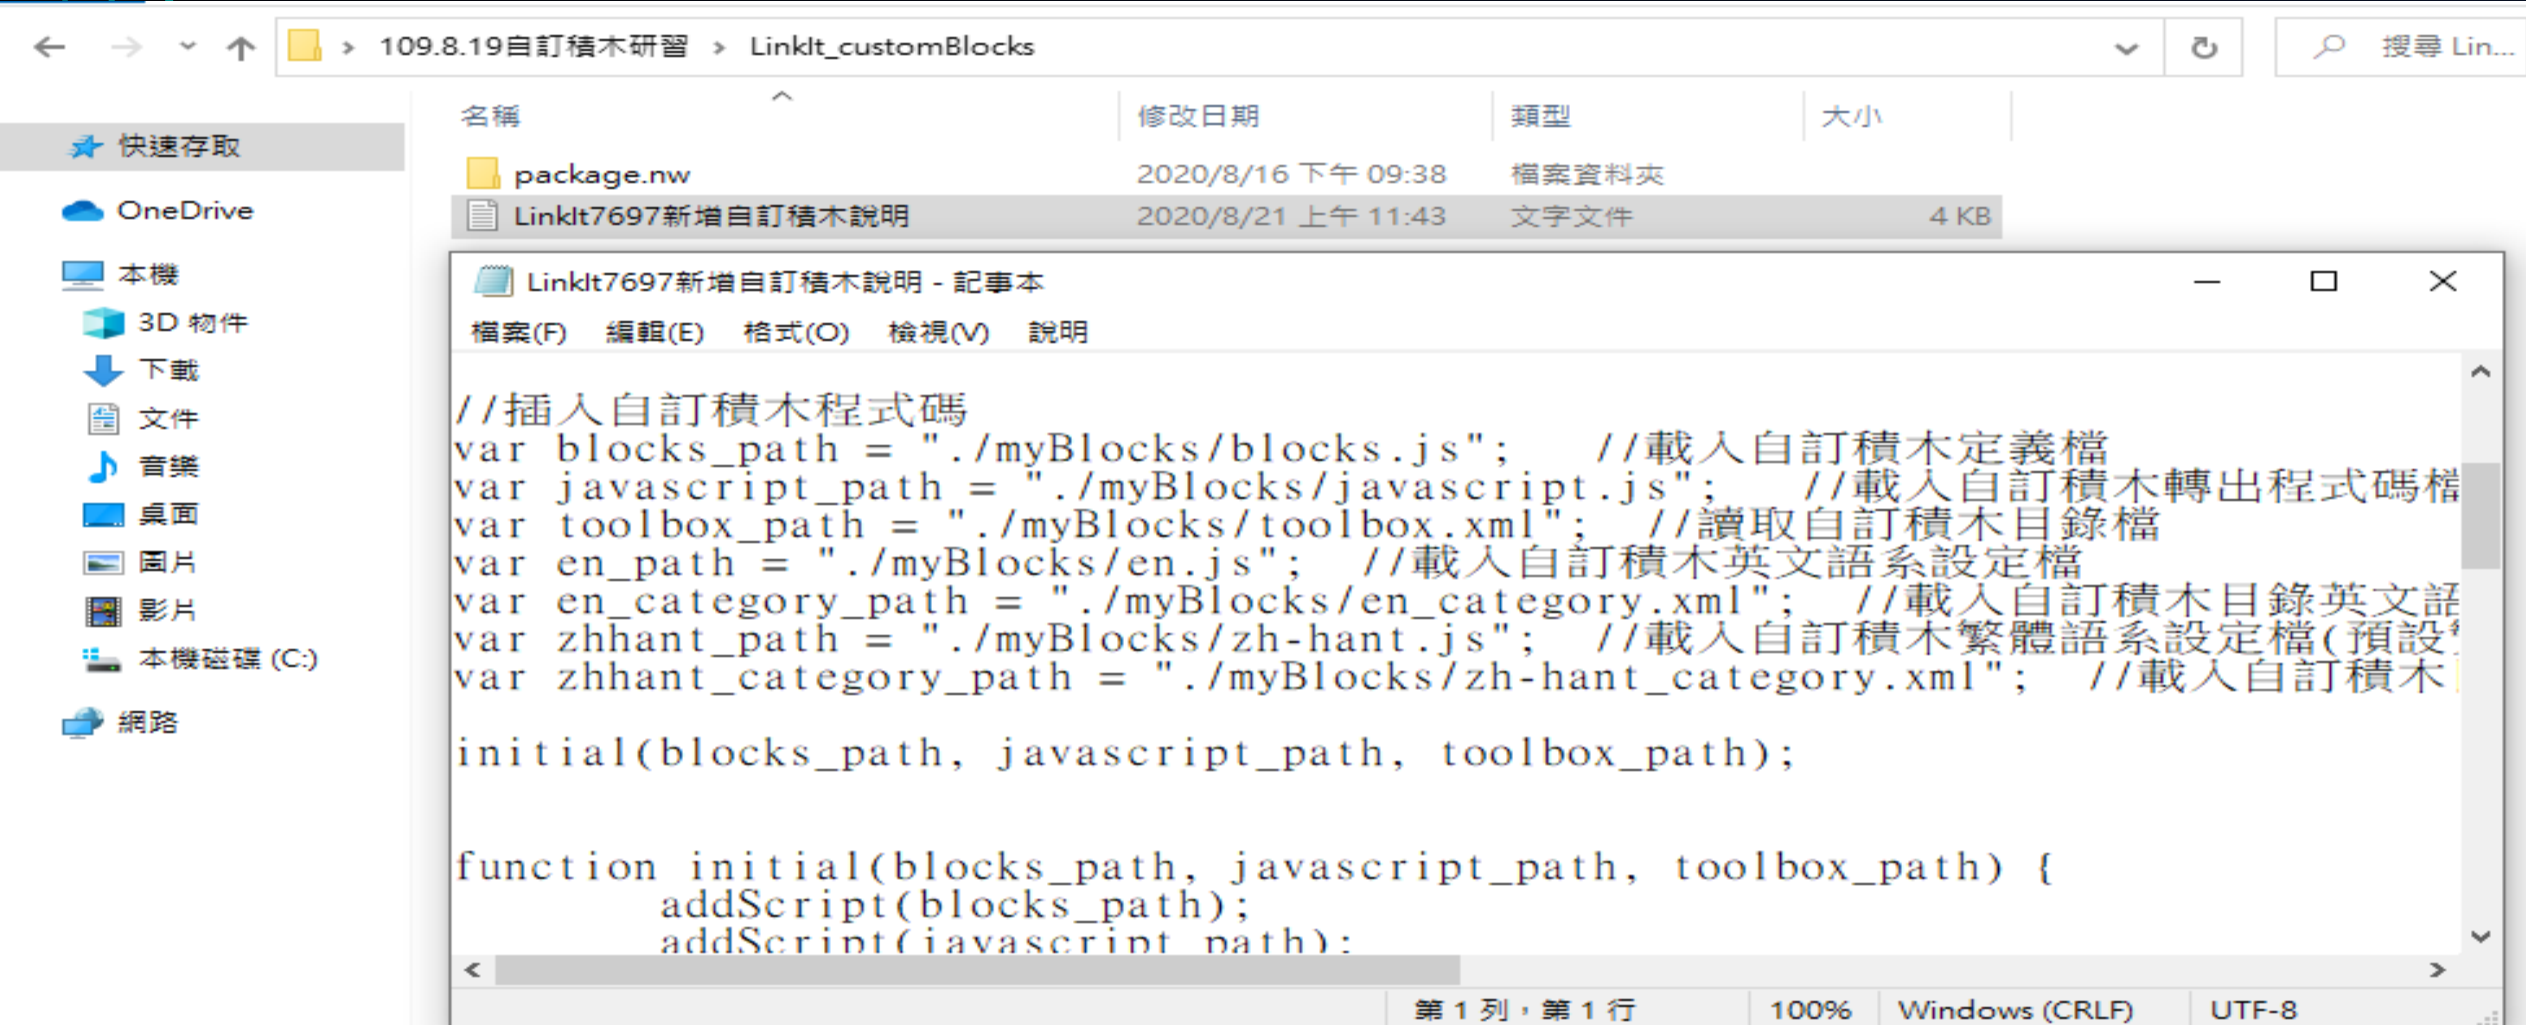 109.8.19自訂積木研習 › LinkIt_customBlocks
搜尋 Lin...
名稱 修改日期 類型 大小
快速存取
OneDrive
本機
3D 物件
下載
文件
音樂
桌面
圖片
影片
本機磁碟 (C:)
網路
package.nw 2020/8/16 下午 09:38 檔案資料夾
LinkIt7697新增自訂積木說明 2020/8/21 上午 11:43 文字文件 4 KB
LinkIt7697新增自訂積木說明 - 記事本
檔案(F) 編輯(E) 格式(O) 檢視(V) 說明
//插入自訂積木程式碼
var blocks_path = "./myBlocks/blocks.js"; //載入自訂積木定義檔
var javascript_path = "./myBlocks/javascript.js"; //載入自訂積木轉出程式碼檔
var toolbox_path = "./myBlocks/toolbox.xml"; //讀取自訂積木目錄檔
var en_path = "./myBlocks/en.js"; //載入自訂積木英文語系設定檔
var en_category_path = "./myBlocks/en_category.xml"; //載入自訂積木目錄英文語
var zhhant_path = "./myBlocks/zh-hant.js"; //載入自訂積木繁體語系設定檔(預設
var zhhant_category_path = "./myBlocks/zh-hant_category.xml"; //載入自訂積木
initial(blocks_path, javascript_path, toolbox_path);
function initial(blocks_path, javascript_path, toolbox_path) {
addScript(blocks_path);
addScript(javascript_path);
第 1 列，第 1 行 100% Windows (CRLF) UTF-8